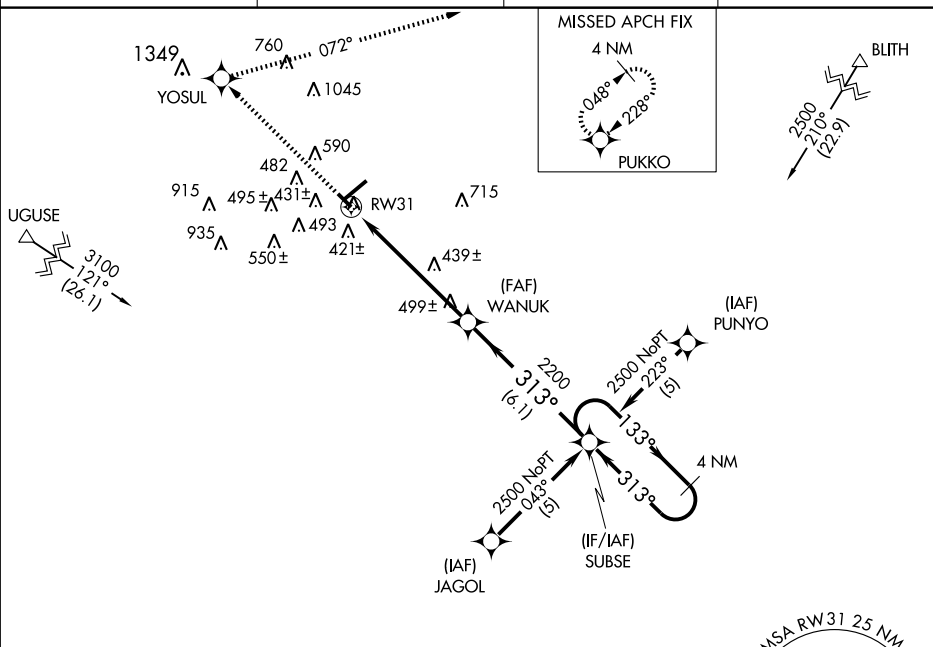 MISSED APCH FIX
4 NM
048°
228°
PUKKO
1349
760
072°
YOSUL
1045
BLITH
2500
210°
(22.9)
590
482
915
495±
431±
RW31
715
UGUSE
935
493
550±
421±
3100
121°
(26.1)
439±
499±
(FAF)
WANUK
(IAF)
PUNYO
2200
313°
(6.1)
2500 NoPT
223°
(5)
133°
4 NM
313°
2500 NoPT
043°
(5)
(IF/IAF)
SUBSE
(IAF)
JAGOL
MSA RW31 25 NM